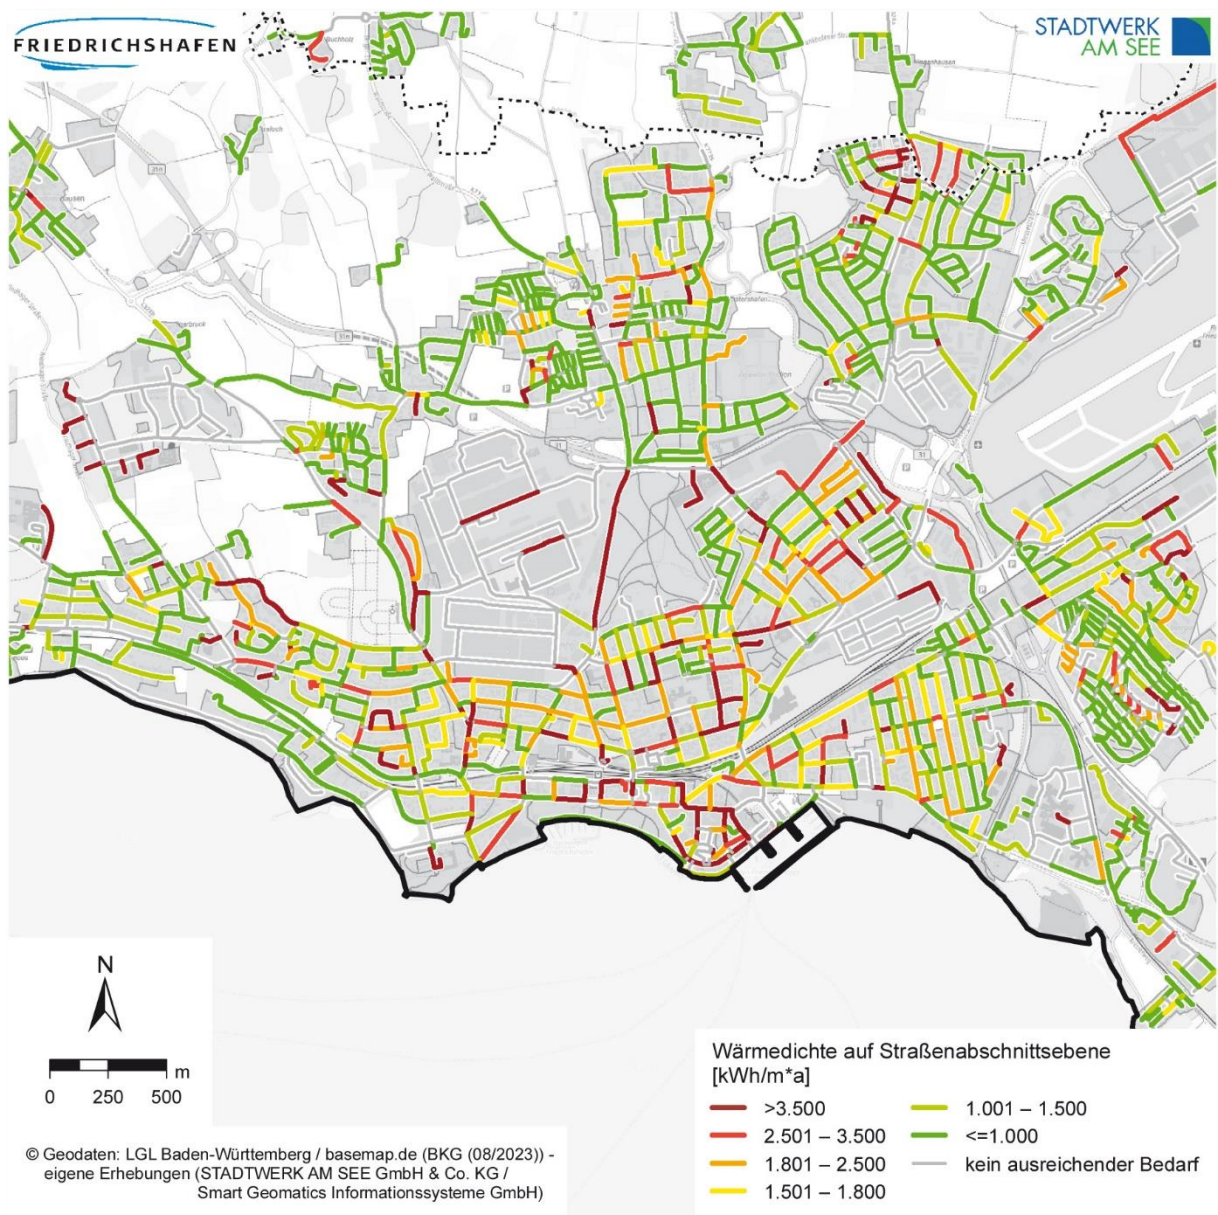 FRIEDRICHSHAFEN
STADTWERK
AM SEE
N
m
0 250 500
Wärmedichte auf Straßenabschnittsebene
[kWh/m*a]
>3.500
2.501 – 3.500
1.801 – 2.500
1.501 – 1.800
1.001 – 1.500
<=1.000
kein ausreichender Bedarf
© Geodaten: LGL Baden-Württemberg / basemap.de (BKG (08/2023)) -
eigene Erhebungen (STADTWERK AM SEE GmbH & Co. KG /
Smart Geomatics Informationssysteme GmbH)